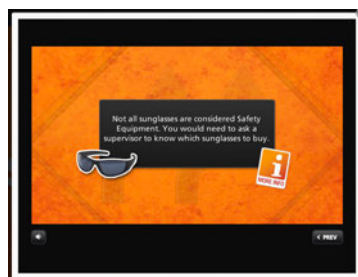 Not all sunglasses are considered Safety
Equipment. You would need to ask a
supervisor to know which sunglasses to buy.
i
MORE INFO
< PREV